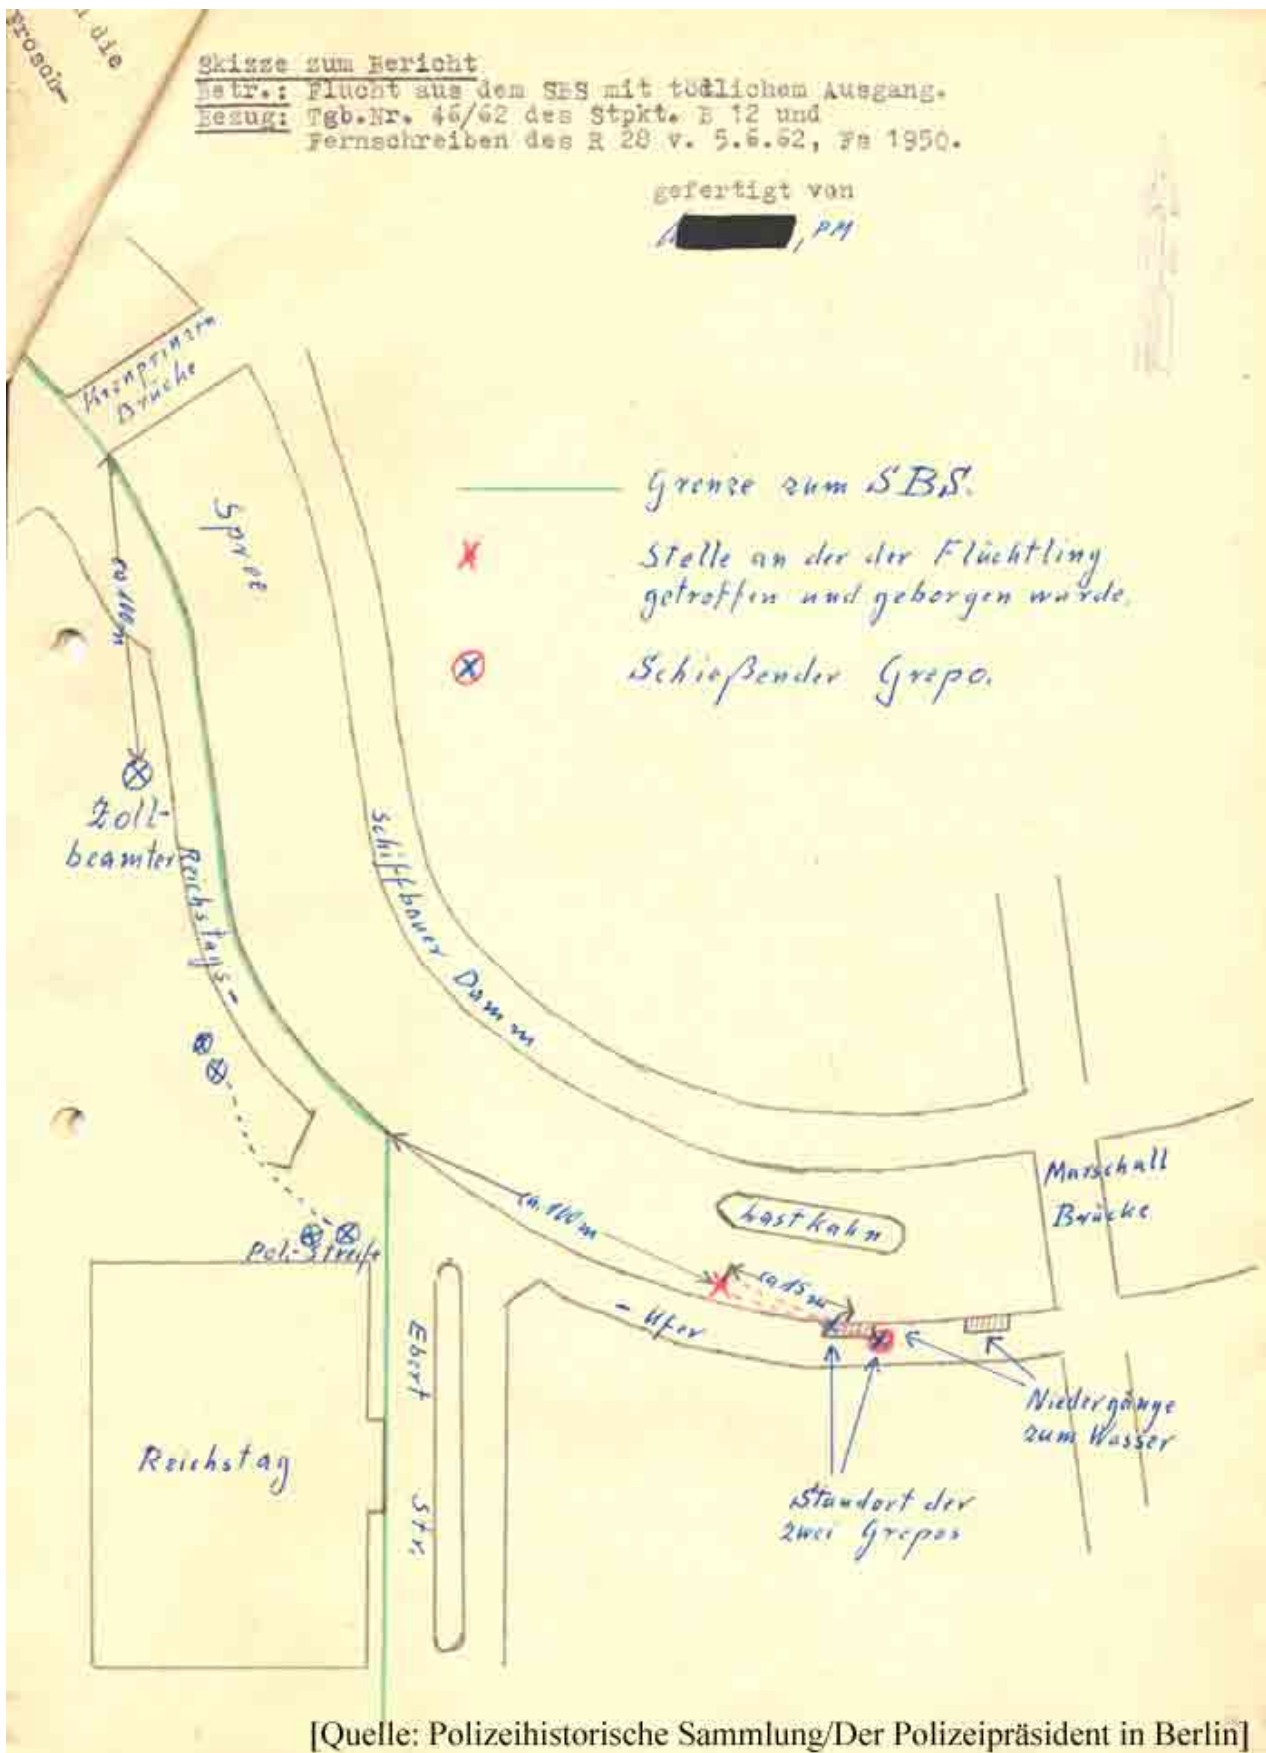 die
Frosch-
Skizze zum Bericht
Betr.: Flucht aus dem SBS mit tödlichem Ausgang.
Bezug: Tgb.Nr. 46/62 des Stpkt. B 12 und
Fernschreiben des R 28 v. 5.6.62, Fs 1950.
gefertigt von
, PM
Kronprinzen
Brücke
Spree
Grenze zum SBS.
Stelle an der der Flüchtling
getroffen und geborgen wurde.
Schießender Grepo.
ca 100 m
Zoll-
beamter
Reichstags-
Schiffbauer Damm
Marschall
Brücke
Lastkahn
ca. 100 m
ca 15 m
Pol.-Streife
- Ufer
Ebert
Str.
Niedergänge
zum Wasser
Reichstag
Standort der
zwei Grepos
[Quelle: Polizeihistorische Sammlung/Der Polizeipräsident in Berlin]